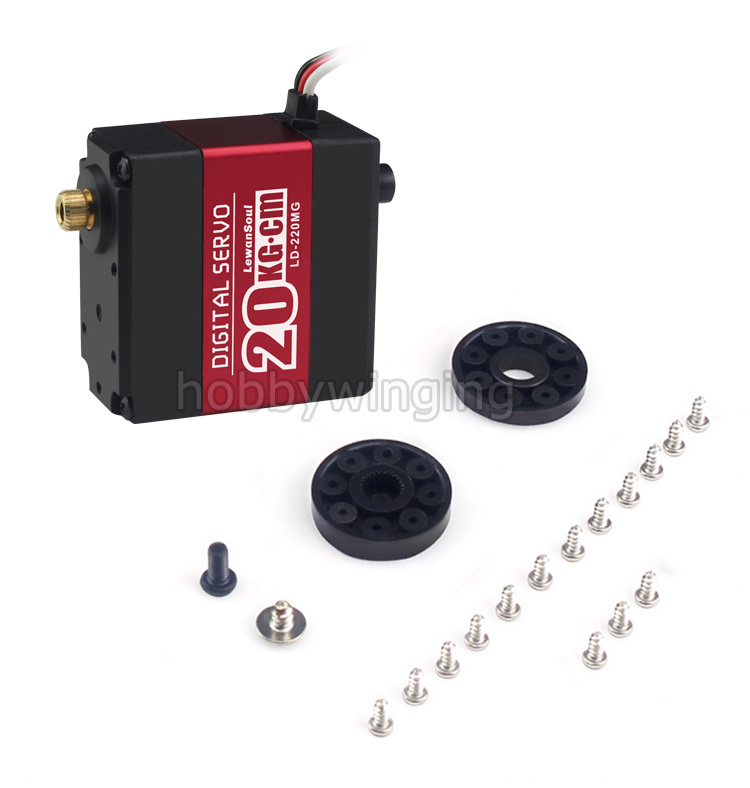 DIGITAL SERVO
20KG·cm
LewanSoul
LD-220MG
hobbywinging